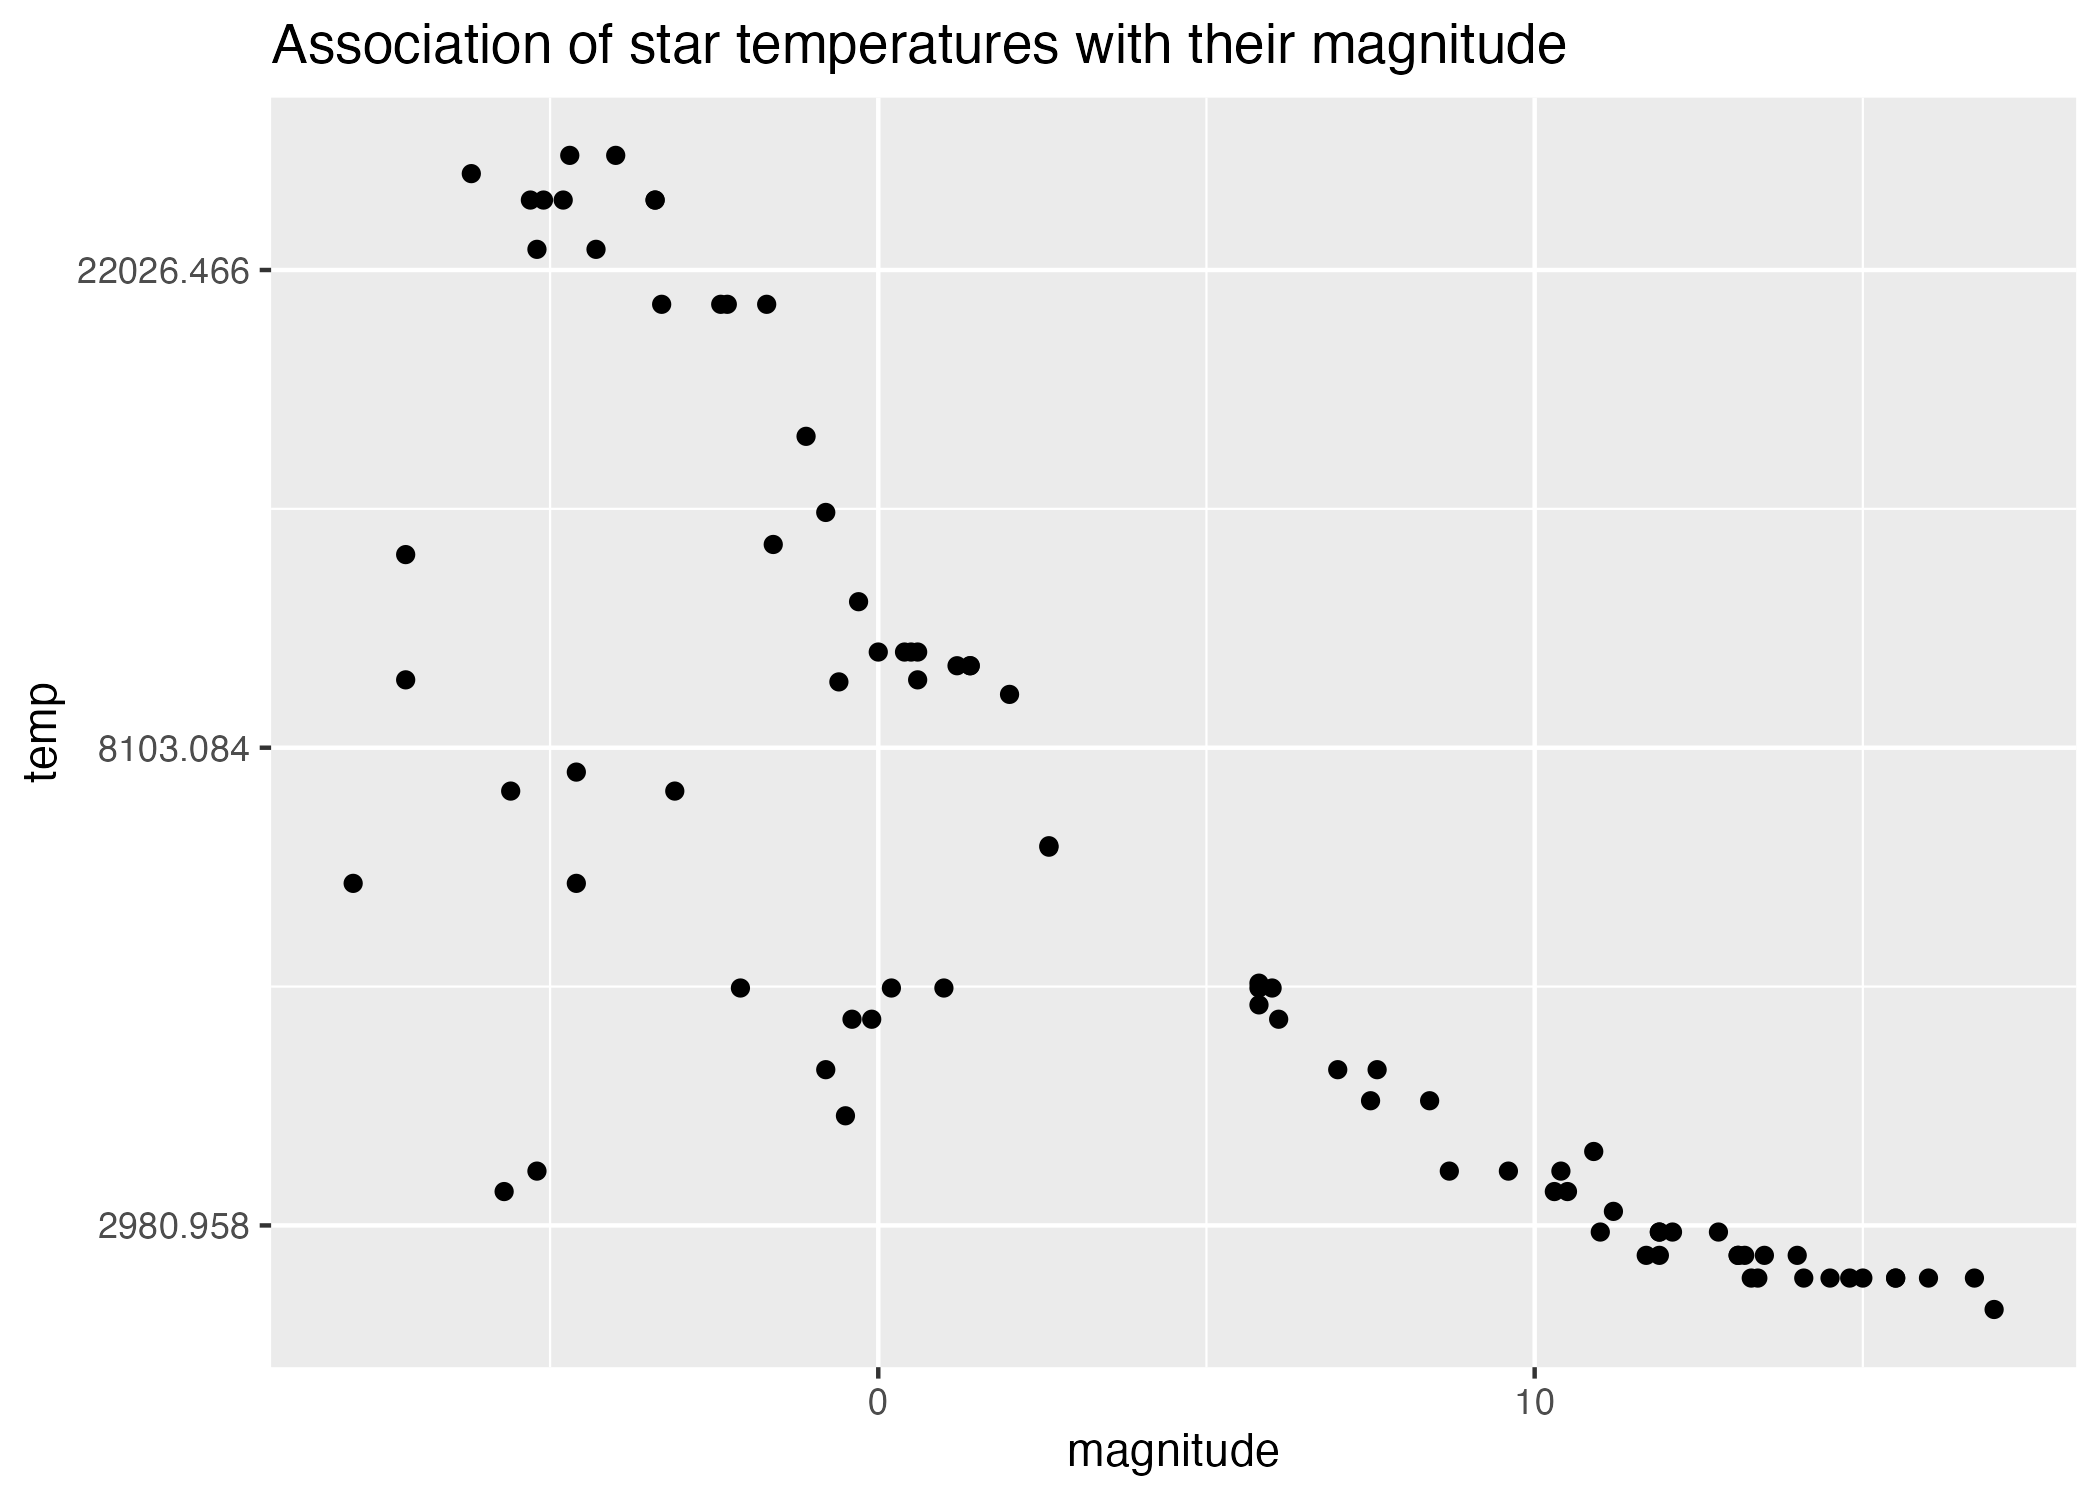 Association of star temperatures with their magnitude
22026.466
8103.084
2980.958
temp
0
10
magnitude